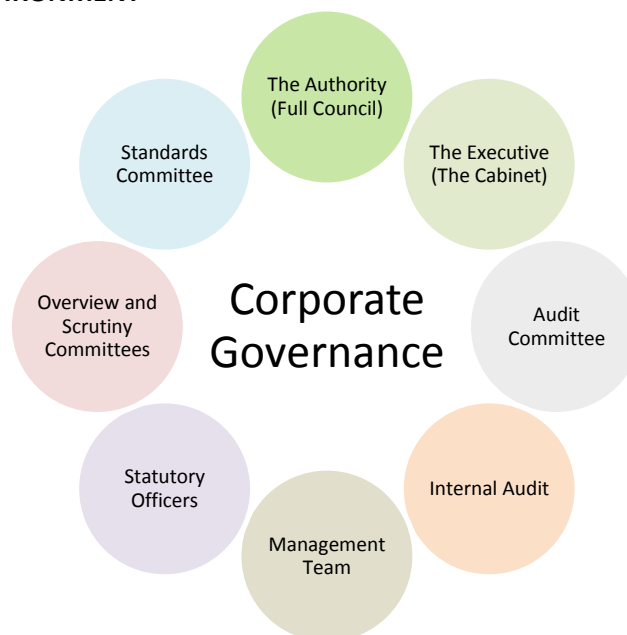 The Authority
(Full Council)
The Executive
(The Cabinet)
Audit
Committee
Internal Audit
Management
Team
Statutory
Officers
Overview and
Scrutiny
Committees
Standards
Committee
Corporate
Governance